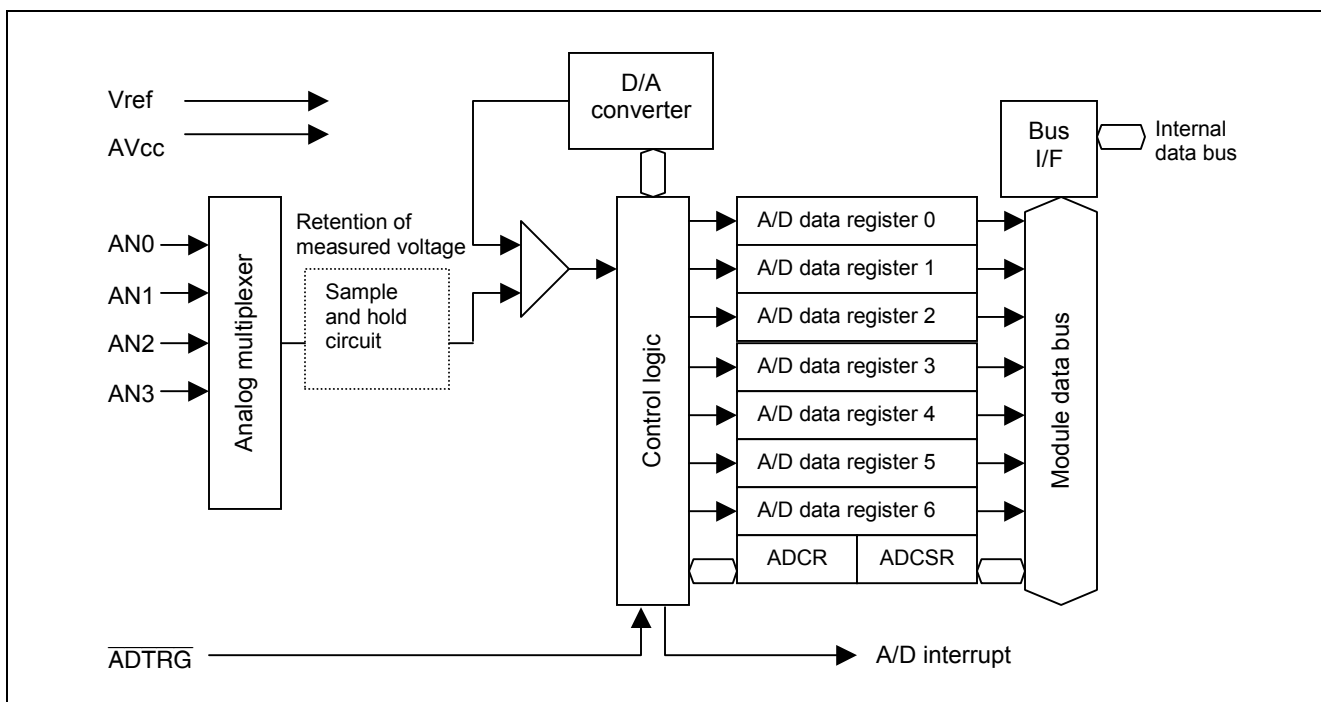 D/A
converter
Vref
AVcc
Bus
I/F
Internal
data bus
Retention of
measured voltage
AN0
AN1
AN2
AN3
Analog multiplexer
Sample
and hold
circuit
Control logic
A/D data register 0
A/D data register 1
A/D data register 2
A/D data register 3
A/D data register 4
A/D data register 5
A/D data register 6
ADCR
ADCSR
Module data bus
A̅D̅T̅R̅G̅
A/D interrupt